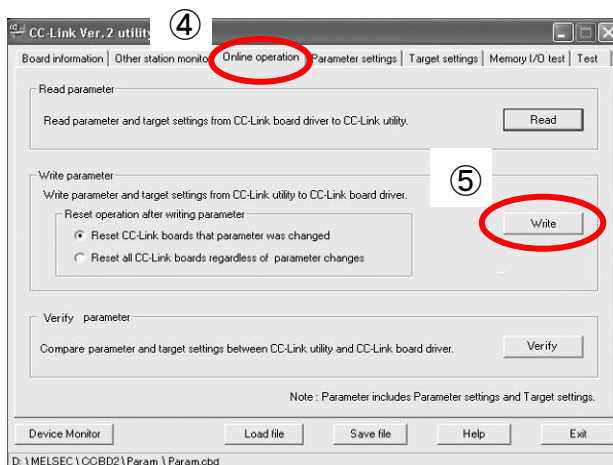 ④
CC-Link Ver.2 utility
Board information Other station monitor Online operation Parameter settings Target settings Memory I/O test Test
Read parameter
Read parameter and target settings from CC-Link board driver to CC-Link utility.
Read
⑤
Write parameter
Write parameter and target settings from CC-Link utility to CC-Link board driver.
Reset operation after writing parameter
Write
Reset CC-Link boards that parameter was changed
Reset all CC-Link boards regardless of parameter changes
Verify parameter
Compare parameter and target settings between CC-Link utility and CC-Link board driver.
Verify
Note : Parameter includes Parameter settings and Target settings.
Device Monitor Load file Save file Help Exit
D:\MELSEC\CCBD2\Param\Param.cbd